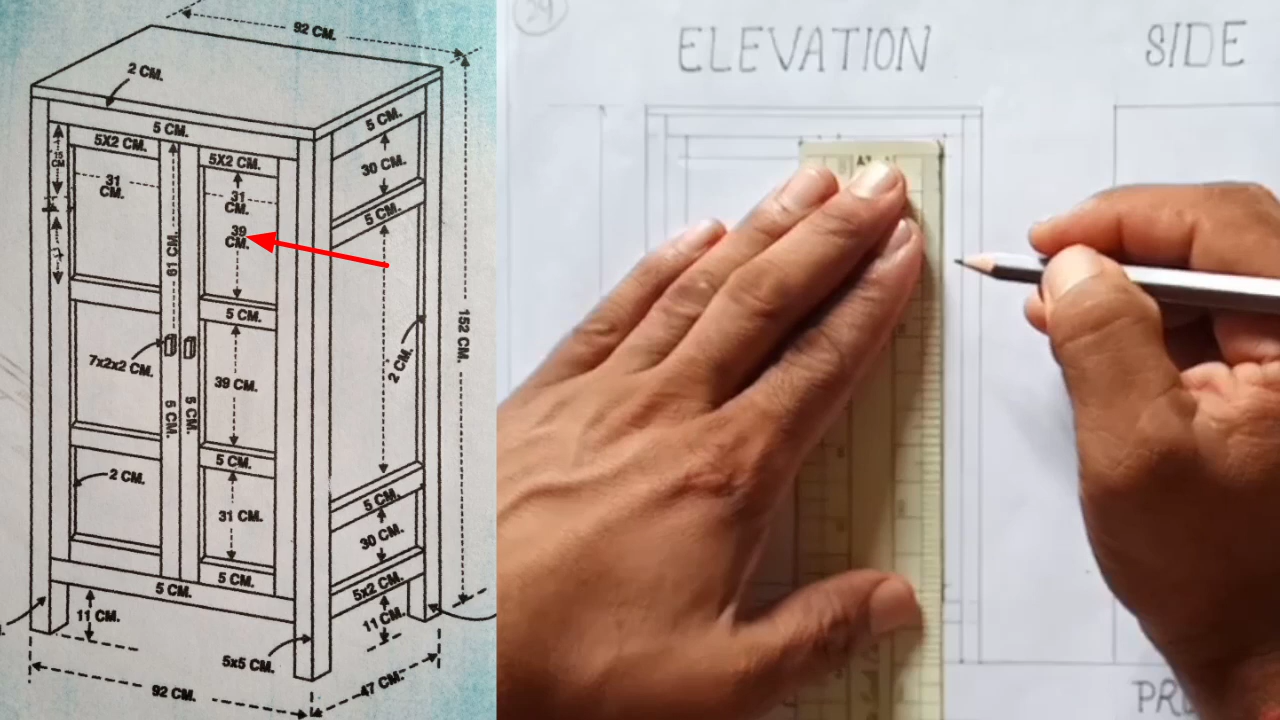 92 CM.
2 CM.
5 CM.
5 CM.
5X2 CM.
5X2 CM.
15 CM
31 CM.
31 CM.
30 CM.
39 CM.
5 CM.
61 CM.
5 CM.
152 CM.
2 CM.
7x2x2 CM.
39 CM.
5 CM.
5 CM.
5 CM.
2 CM.
31 CM.
5 CM.
30 CM.
5 CM.
5 CM.
5x2 CM.
11 CM.
11 CM.
5x5 CM.
92 CM.
47 CM.
ELEVATION
SIDE